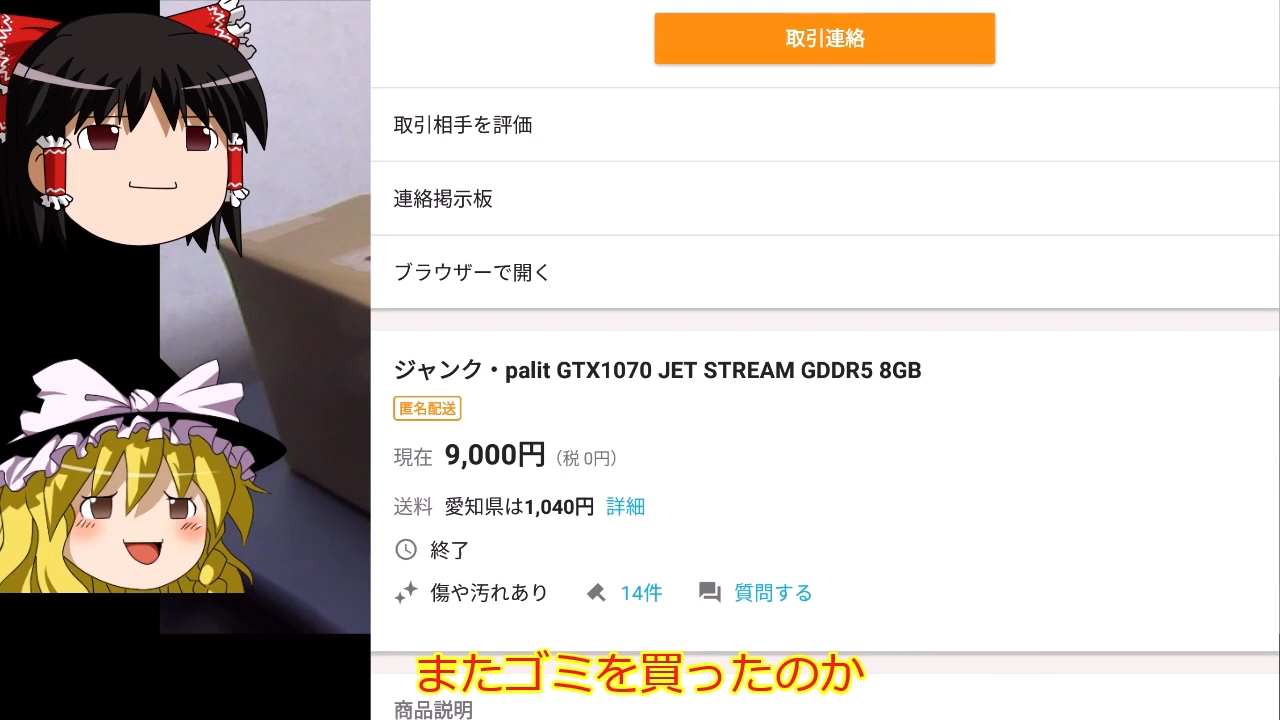 取引連絡
取引相手を評価
連絡掲示板
ブラウザーで開く
ジャンク・palit GTX1070 JET STREAM GDDR5 8GB
匿名配送
現在 9,000円 (税 0円)
送料 愛知県は1,040円 詳細
終了
傷や汚れあり 14件 質問する
またゴミを買ったのか
商品説明